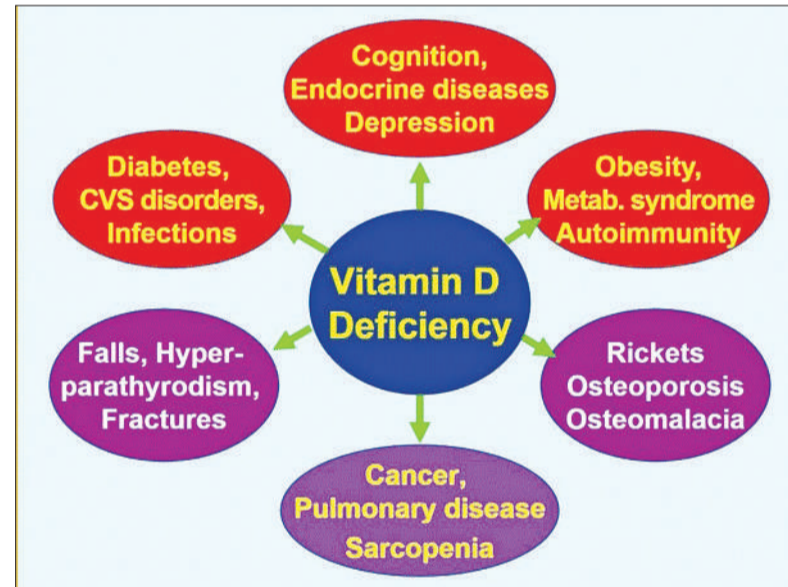 Cognition,
Endocrine diseases
Depression
Diabetes,
CVS disorders,
Infections
Obesity,
Metab. syndrome
Autoimmunity
Vitamin D
Deficiency
Falls, Hyper-
parathyrodism,
Fractures
Rickets
Osteoporosis
Osteomalacia
Cancer,
Pulmonary disease
Sarcopenia